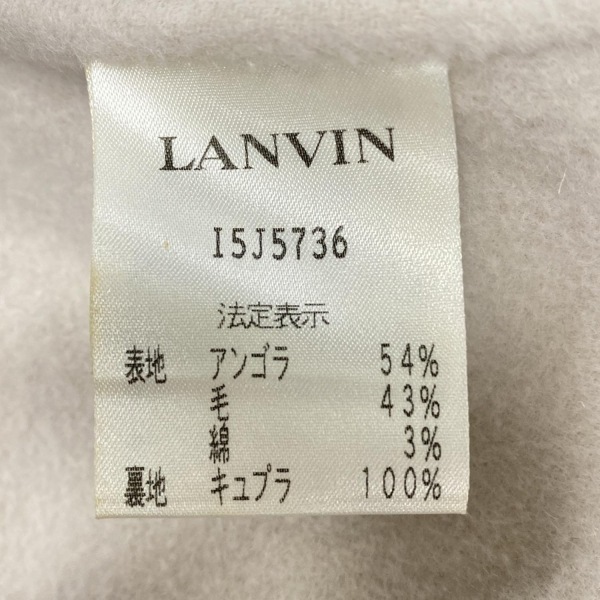 LANVIN
I5J5736
法定表示
表地 アンゴラ 54%
毛 43%
綿 3%
裏地 キュプラ 100%